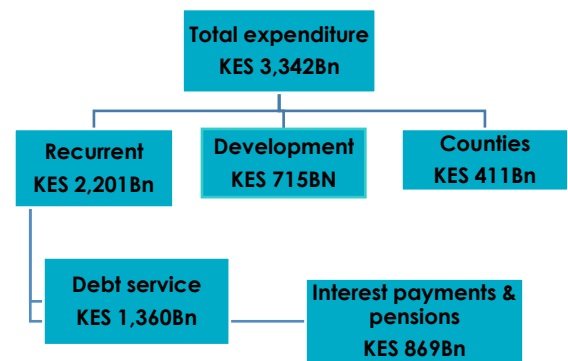 Total expenditure
KES 3,342Bn
Recurrent
KES 2,201Bn
Development
KES 715BN
Counties
KES 411Bn
Debt service
KES 1,360Bn
Interest payments &
pensions
KES 869Bn